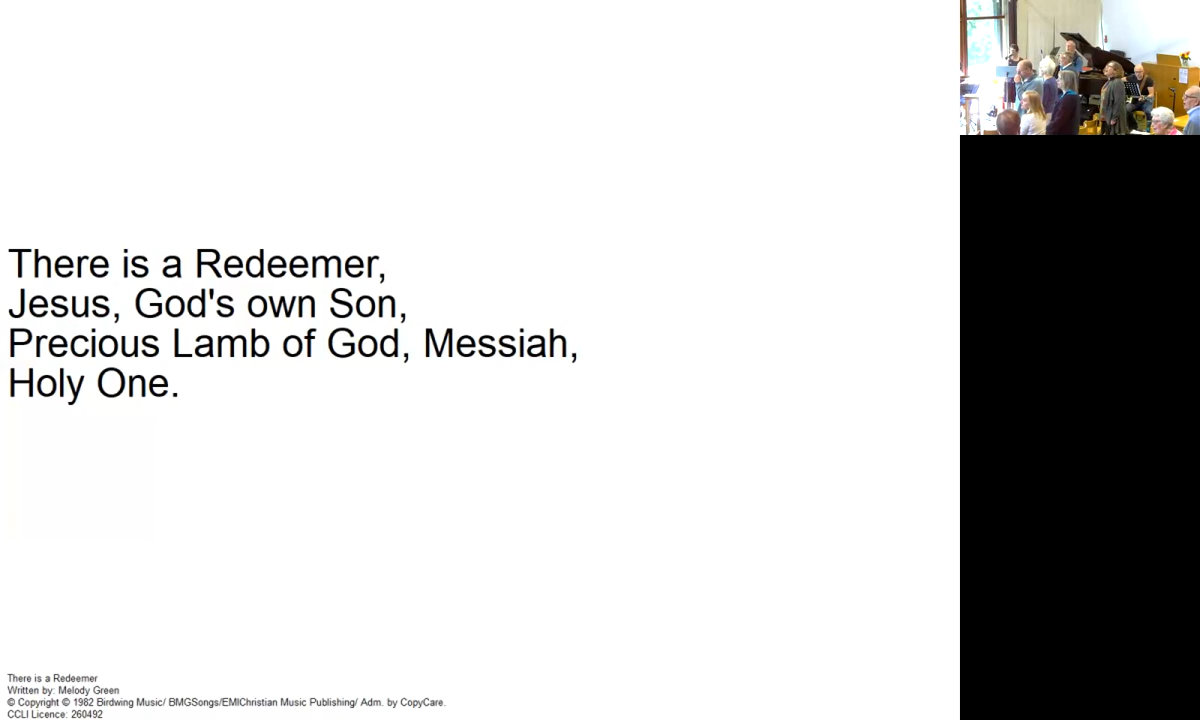 There is a Redeemer,
Jesus, God's own Son,
Precious Lamb of God, Messiah,
Holy One.
There is a Redeemer
Written by: Melody Green
© Copyright © 1982 Birdwing Music/ BMGSongs/EMIChristian Music Publishing/ Adm. by CopyCare.
CCLI Licence: 260492